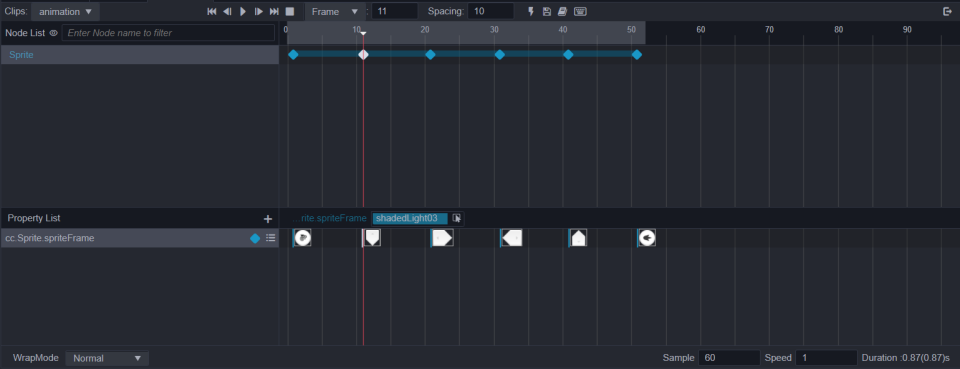 Clips: animation Frame : 11 Spacing: 10
Node List Enter Node name to filter
0 10 20 30 40 50 60 70 80 90
Sprite
Property List ...rite.spriteFrame shadedLight03
cc.Sprite.spriteFrame
WrapMode Normal Sample 60 Speed 1 Duration :0.87(0.87)s